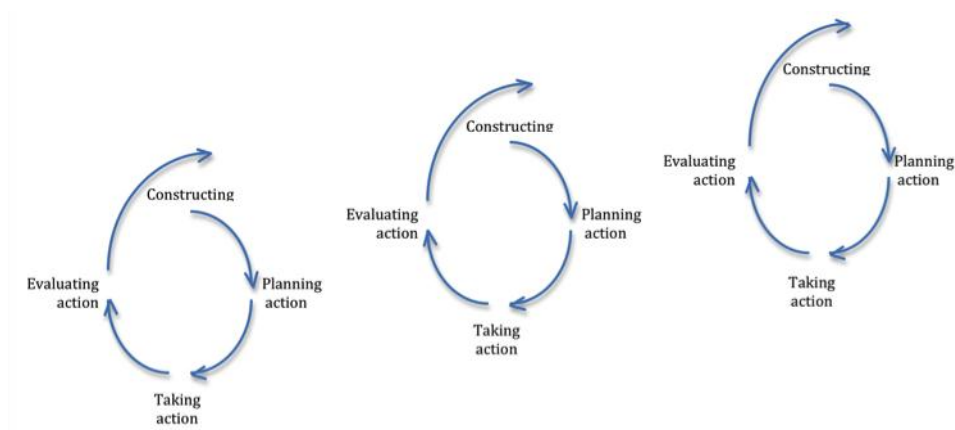 Constructing
Evaluating
action
Planning
action
Taking
action
Constructing
Evaluating
action
Planning
action
Taking
action
Constructing
Evaluating
action
Planning
action
Taking
action